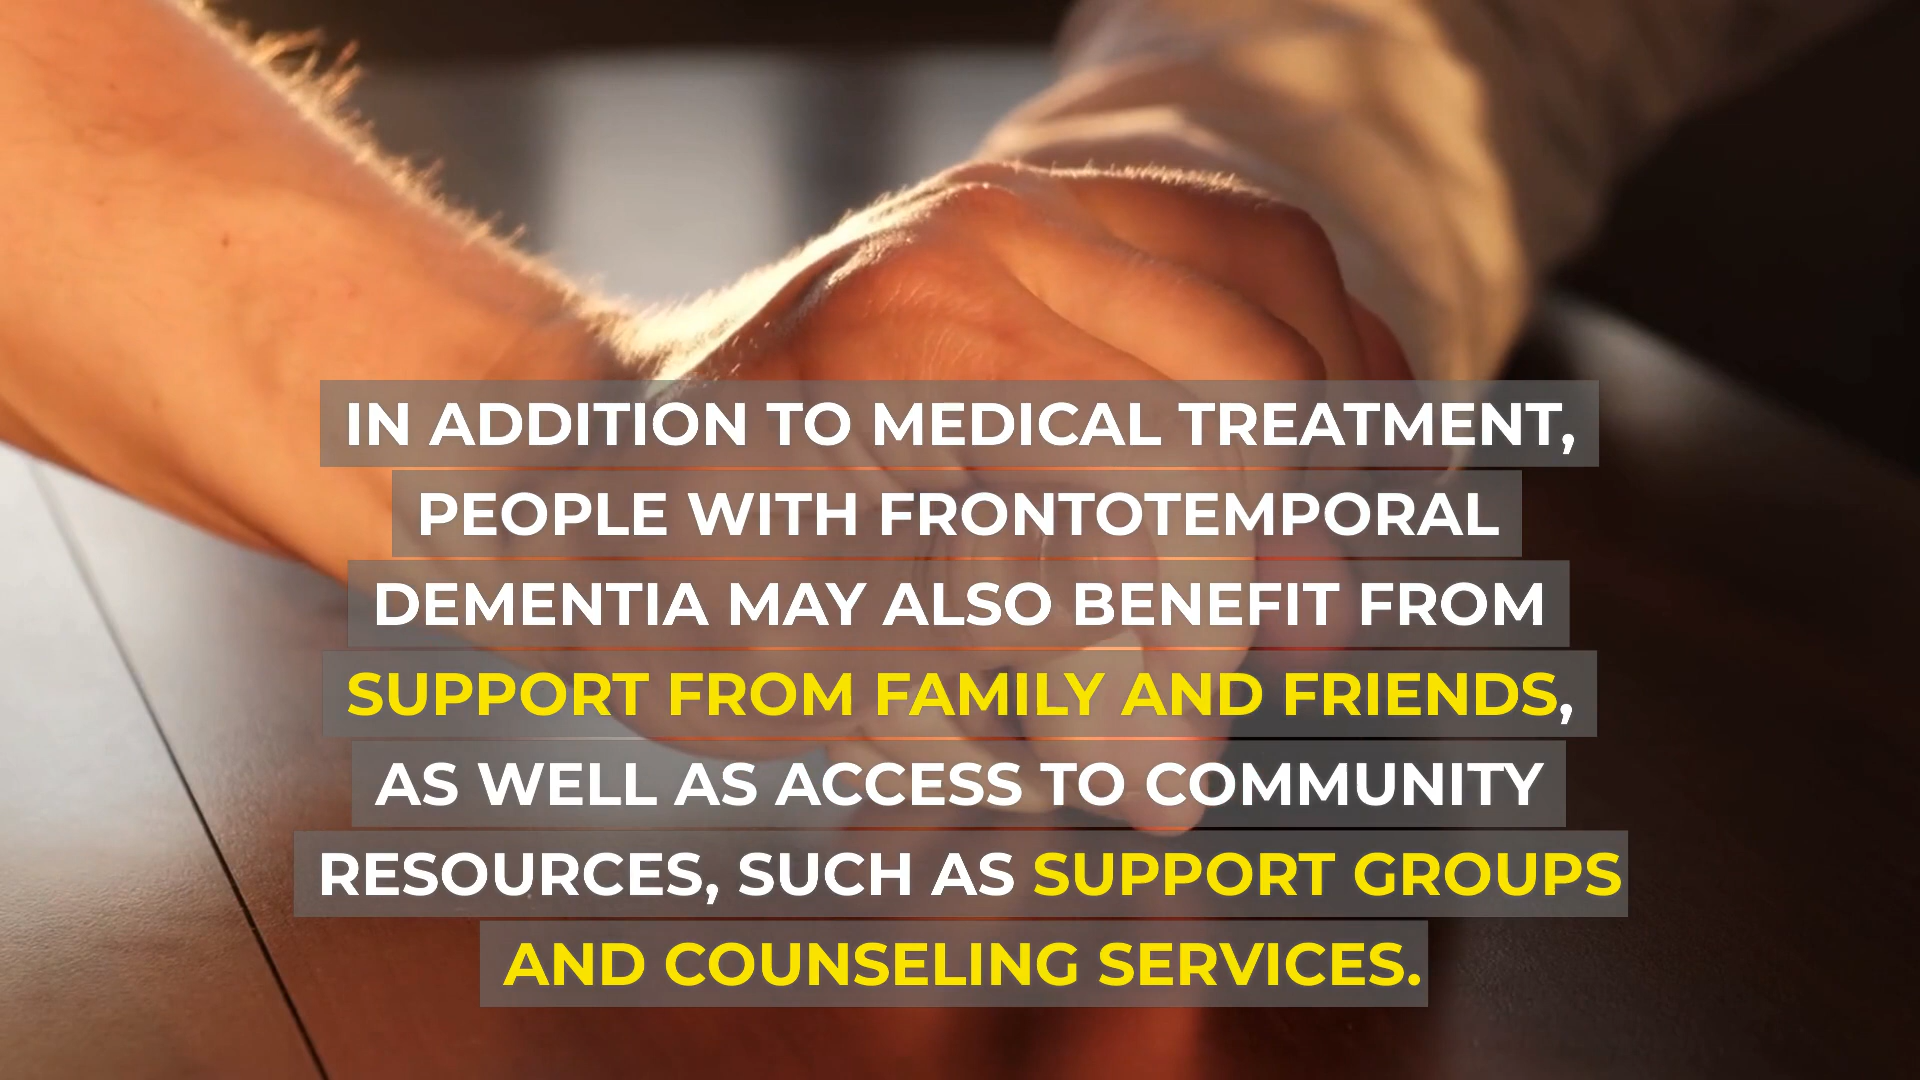 IN ADDITION TO MEDICAL TREATMENT,
PEOPLE WITH FRONTOTEMPORAL
DEMENTIA MAY ALSO BENEFIT FROM
SUPPORT FROM FAMILY AND FRIENDS,
AS WELL AS ACCESS TO COMMUNITY
RESOURCES, SUCH AS SUPPORT GROUPS
AND COUNSELING SERVICES.